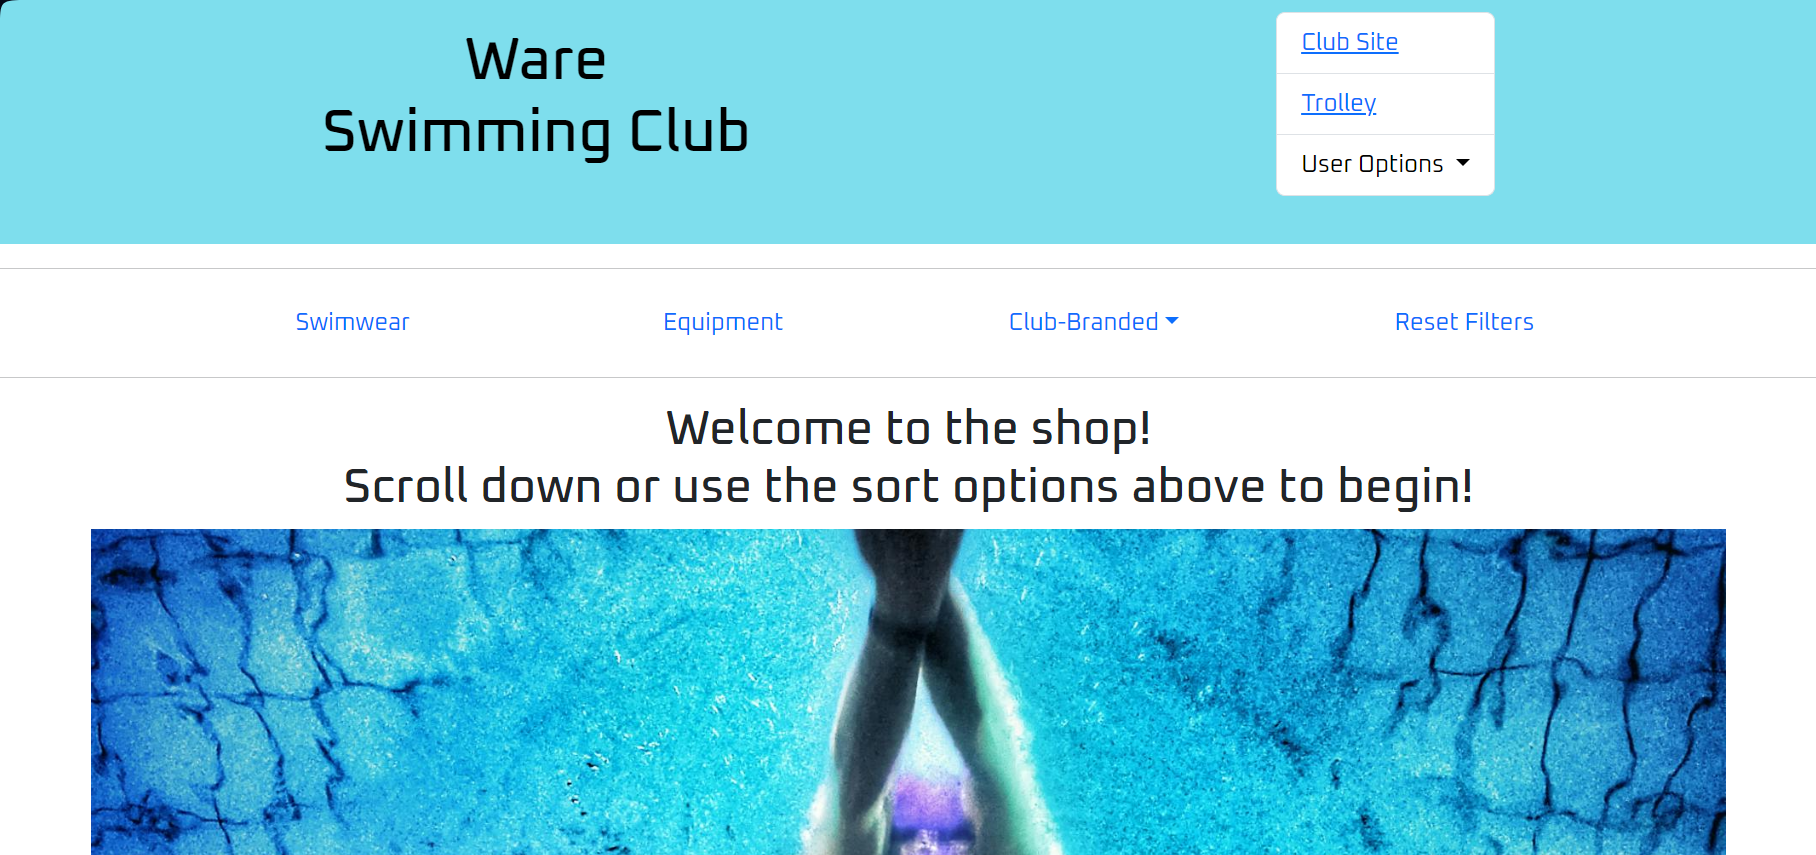 Ware
Swimming Club
Club Site
Trolley
User Options
Swimwear
Equipment
Club-Branded
Reset Filters
Welcome to the shop!
Scroll down or use the sort options above to begin!